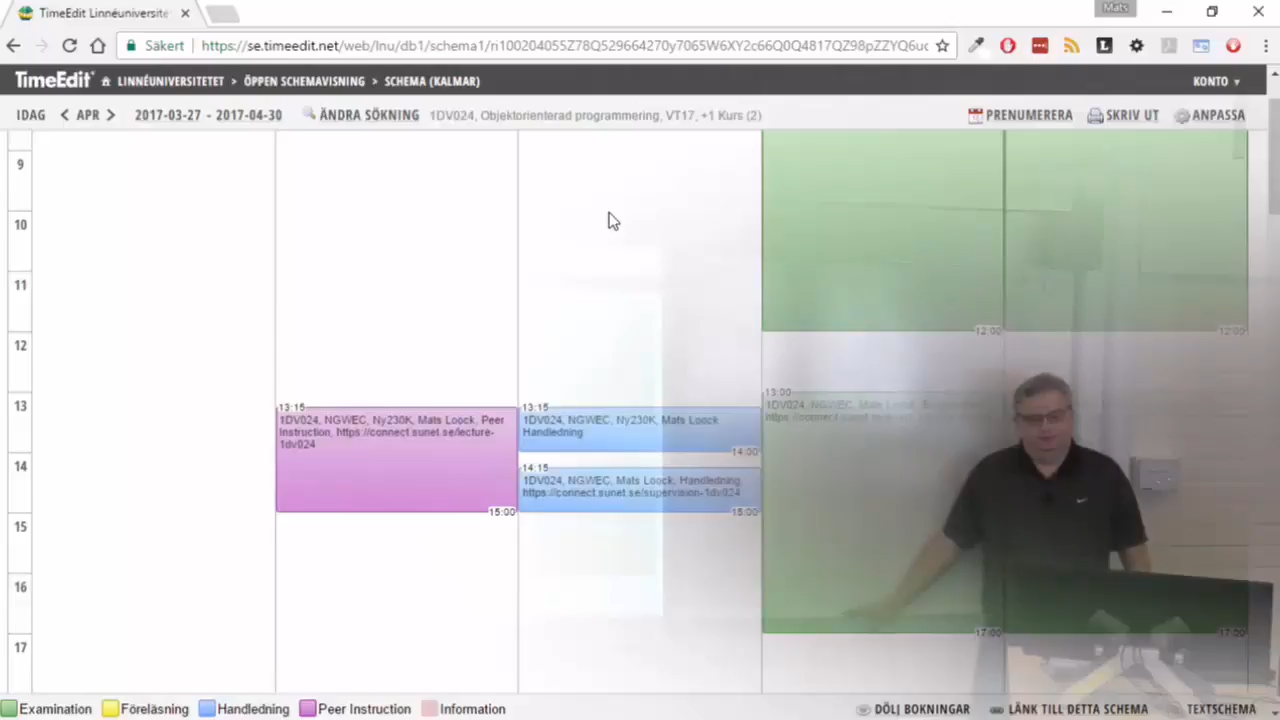 TimeEdit Linnéuniversite
Mats
Säkert
https://se.timeedit.net/web/lnu/db1/schema1/
TimeEdit LINNÉUNIVERSITETET > ÖPPEN SCHEMAVISNING > SCHEMA (KALMAR)
KONTO
IDAG
APR
2017-03-27 - 2017-04-30
ÄNDRA SÖKNING
1DV024, Objektorienterad programmering, VT17, +1 Kurs (2)
PRENUMERERA
SKRIV UT
ANPASSA
9
10
11
12:00
12:00
12
13:00
13
13:15
1DV024, NGWEC, Ny230K, Mats Loock, Peer
Instruction, https://connect.sunet.se/lecture-
1dv024
15:00
13:15
1DV024, NGWEC, Ny230K, Mats Loock
Handledning
14:00
14:15
1DV024, NGWEC, Mats Loock, Handledning
https://connect.sunet.se/supervision-1dv024
15:00
1DV024, NGWEC, Ny230K, Mats Loock
14
15
16
17:00
17:00
17
Examination
Föreläsning
Handledning
Peer Instruction
Information
DÖLJ BOKNINGAR
LÄNK TILL DETTA SCHEMA
TEXTSCHEMA